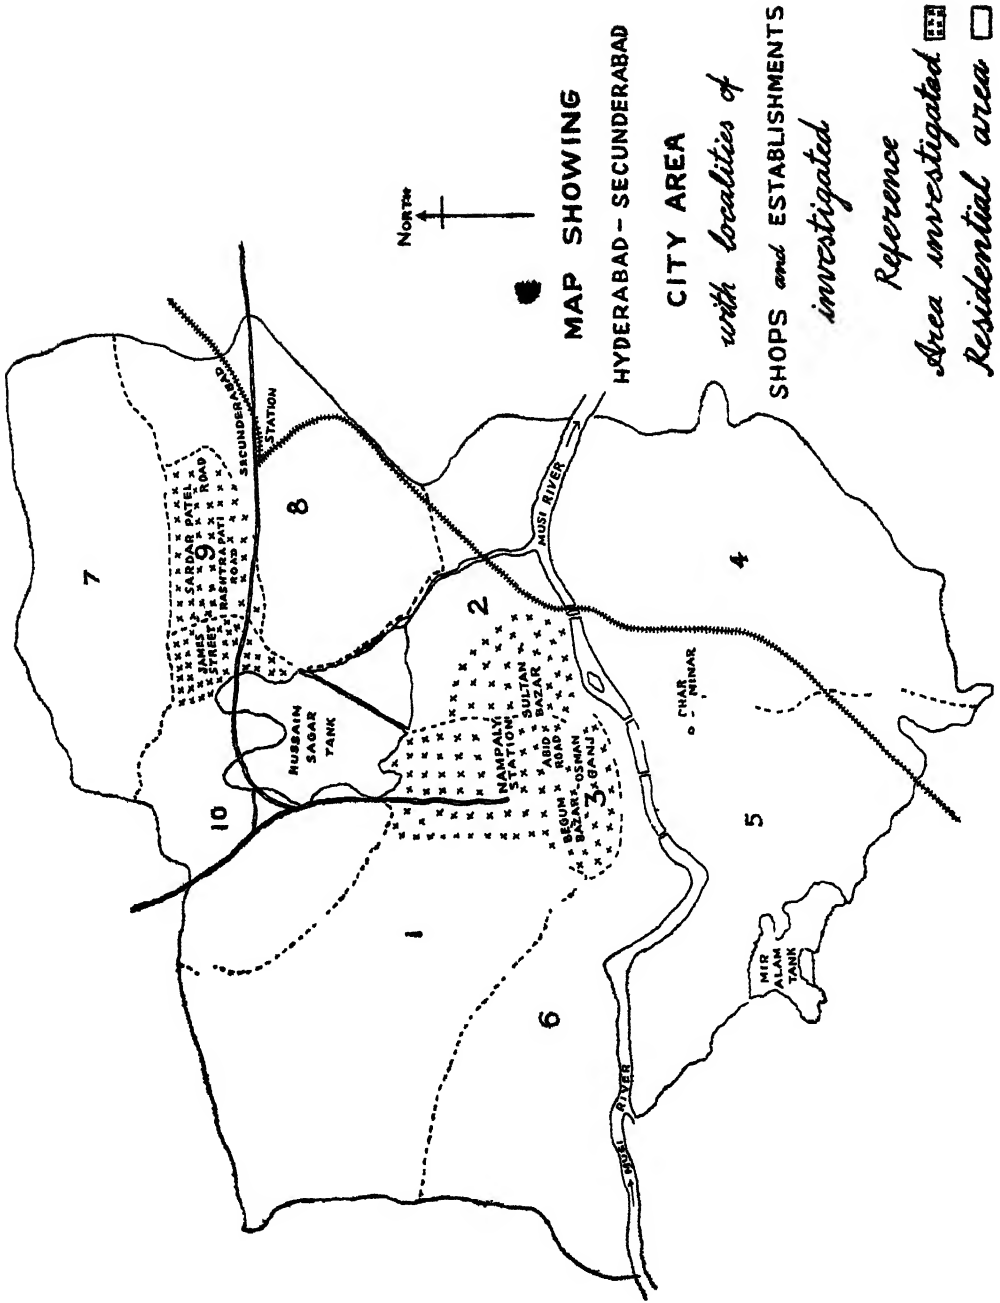 NORTH
MAP SHOWING
HYDERABAD – SECUNDERABAD
CITY AREA
with localities of
SHOPS and ESTABLISHMENTS
investigated
Reference
Area investigated
Residential area
7
SARDAR PATEL ROAD
JAMES STREET
9
RASHTRAPATI ROAD
SECUNDERABAD
STATION
8
HUSSAIN
SAGAR
TANK
10
2
SULTAN
BAZAR
NAMPALY
STATION
ABID
ROAD
BEGUM
BAZAR
OSMAN
GANJ
3
1
6
MUSI RIVER
4
CHAR
MINAR
5
MIR
ALAM
TANK
MUSI RIVER